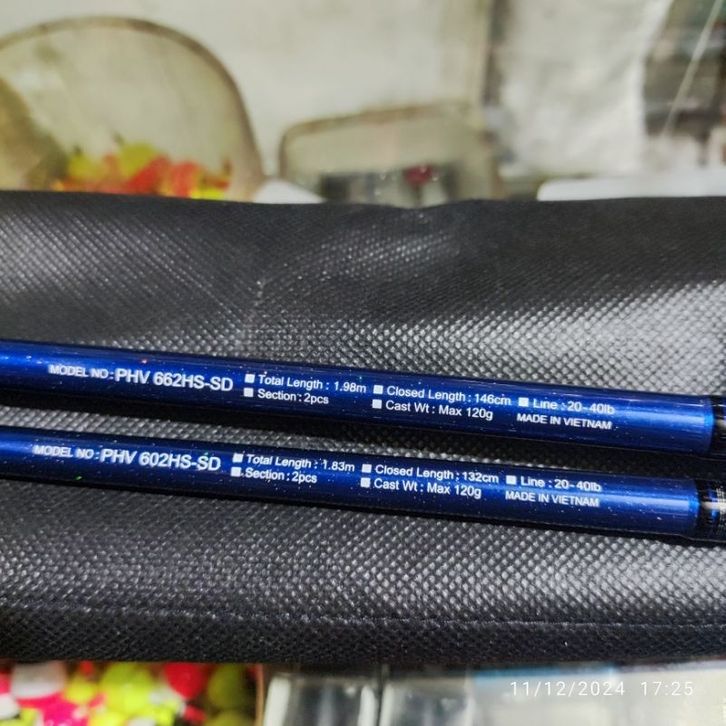 MODEL NO : PHV 662HS-SD ■ Total Length : 1.98m ■ Closed Length : 146cm ■ Line : 20-40lb
■ Section : 2pcs ■ Cast Wt : Max 120g MADE IN VIETNAM
MODEL NO : PHV 602HS-SD ■ Total Length : 1.83m ■ Closed Length : 132cm ■ Line : 20-40lb
■ Section : 2pcs ■ Cast Wt : Max 120g MADE IN VIETNAM
11/12/2024 17:25